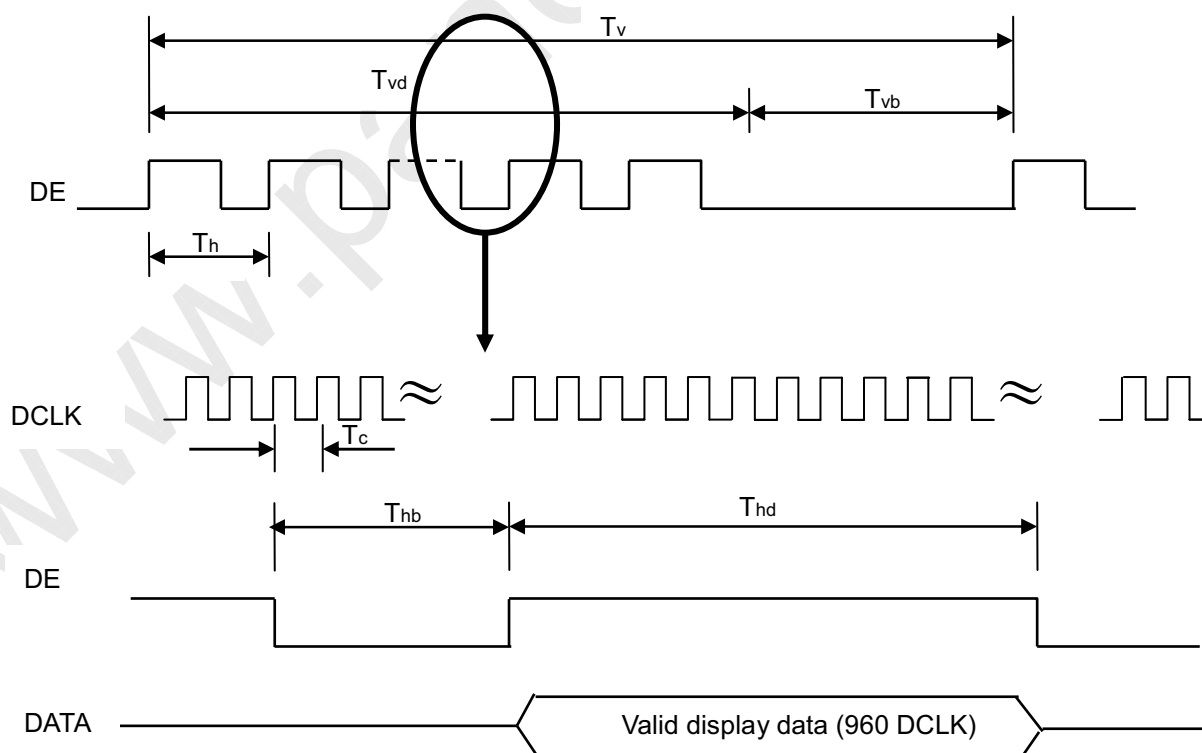 Tv
Tvd
Tvb
DE
Th
DCLK
Tc
Thb
Thd
DE
DATA
Valid display data (960 DCLK)